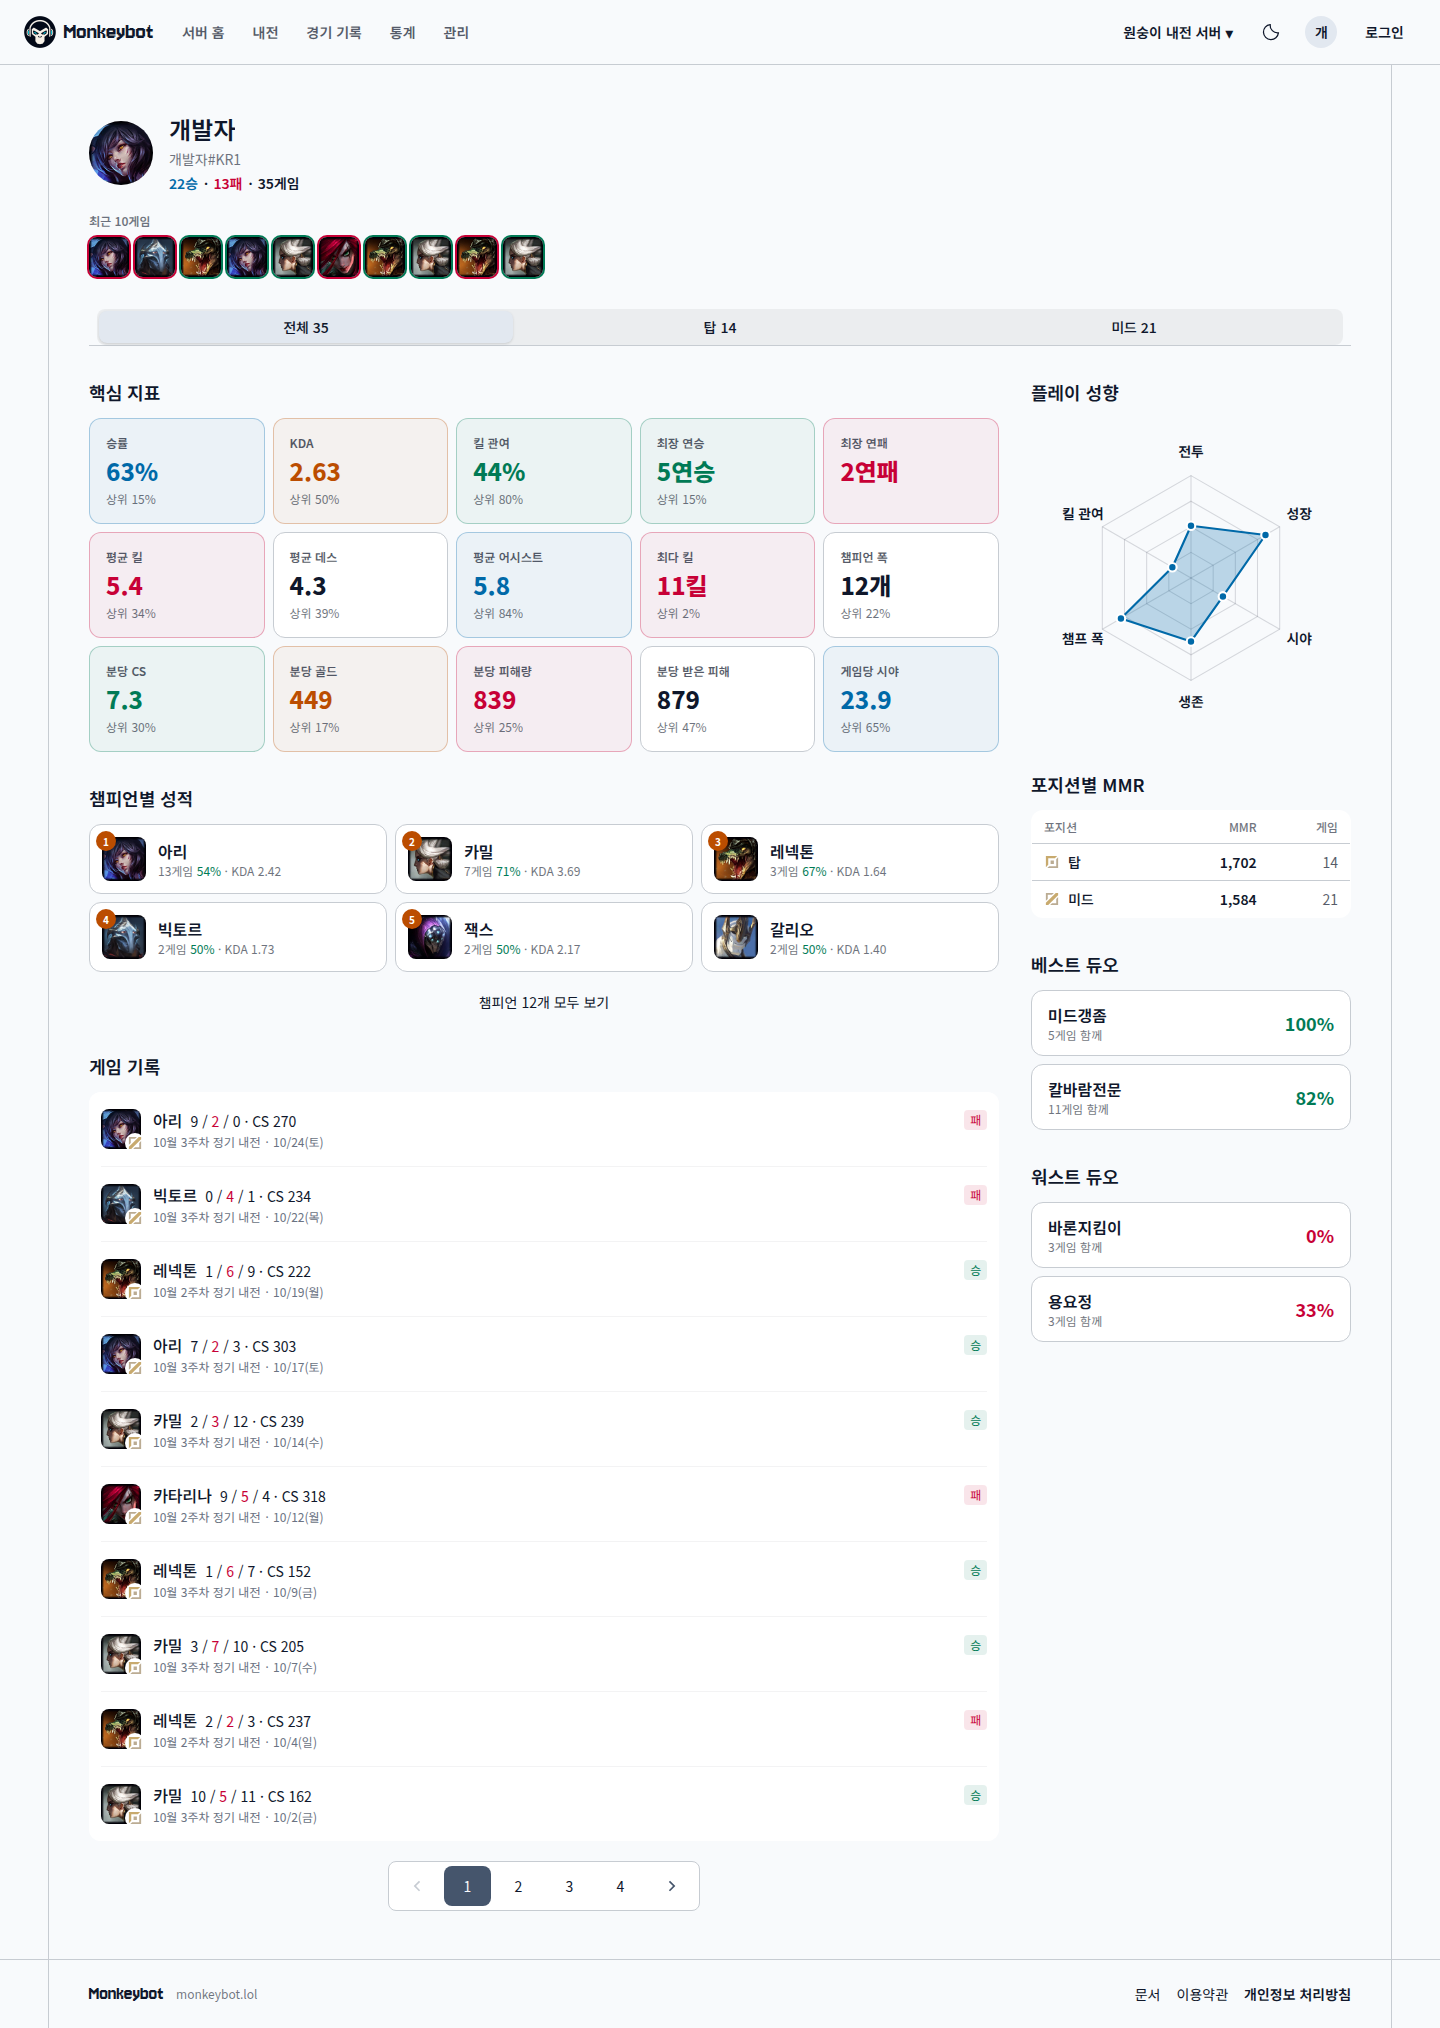 Monkeybot 서버 홈 내전 경기 기록 통계 관리 원숭이 내전 서버 ▾ 개 로그인
개발자
개발자#KR1
22승 · 13패 · 35게임
최근 10게임
전체 35 탑 14 미드 21
핵심 지표
승률 KDA 킬 관여 최장 연승 최장 연패
63% 2.63 44% 5연승 2연패
상위 15% 상위 50% 상위 80% 상위 15%
평균 킬 평균 데스 평균 어시스트 최다 킬 챔피언 폭
5.4 4.3 5.8 11킬 12개
상위 34% 상위 39% 상위 84% 상위 2% 상위 22%
분당 CS 분당 골드 분당 피해량 분당 받은 피해 게임당 시야
7.3 449 839 879 23.9
상위 30% 상위 17% 상위 25% 상위 47% 상위 65%
플레이 성향
전투
킬 관여 성장
챔프 폭 시야
생존
챔피언별 성적
1 아리 2 카밀 3 레넥톤
13게임 54% · KDA 2.42 7게임 71% · KDA 3.69 3게임 67% · KDA 1.64
4 빅토르 5 잭스 갈리오
2게임 50% · KDA 1.73 2게임 50% · KDA 2.17 2게임 50% · KDA 1.40
챔피언 12개 모두 보기
포지션별 MMR
포지션 MMR 게임
탑 1,702 14
미드 1,584 21
베스트 듀오
미드갱좀 100%
5게임 함께
칼바람전문 82%
11게임 함께
워스트 듀오
바론지킴이 0%
3게임 함께
용요정 33%
3게임 함께
게임 기록
아리 9 / 2 / 0 · CS 270 패
10월 3주차 정기 내전 · 10/24(토)
빅토르 0 / 4 / 1 · CS 234 패
10월 3주차 정기 내전 · 10/22(목)
레넥톤 1 / 6 / 9 · CS 222 승
10월 2주차 정기 내전 · 10/19(월)
아리 7 / 2 / 3 · CS 303 승
10월 3주차 정기 내전 · 10/17(토)
카밀 2 / 3 / 12 · CS 239 승
10월 3주차 정기 내전 · 10/14(수)
카타리나 9 / 5 / 4 · CS 318 패
10월 2주차 정기 내전 · 10/12(월)
레넥톤 1 / 6 / 7 · CS 152 승
10월 3주차 정기 내전 · 10/9(금)
카밀 3 / 7 / 10 · CS 205 승
10월 3주차 정기 내전 · 10/7(수)
레넥톤 2 / 2 / 3 · CS 237 패
10월 2주차 정기 내전 · 10/4(일)
카밀 10 / 5 / 11 · CS 162 승
10월 3주차 정기 내전 · 10/2(금)
1 2 3 4
Monkeybot monkeybot.lol 문서 이용약관 개인정보 처리방침